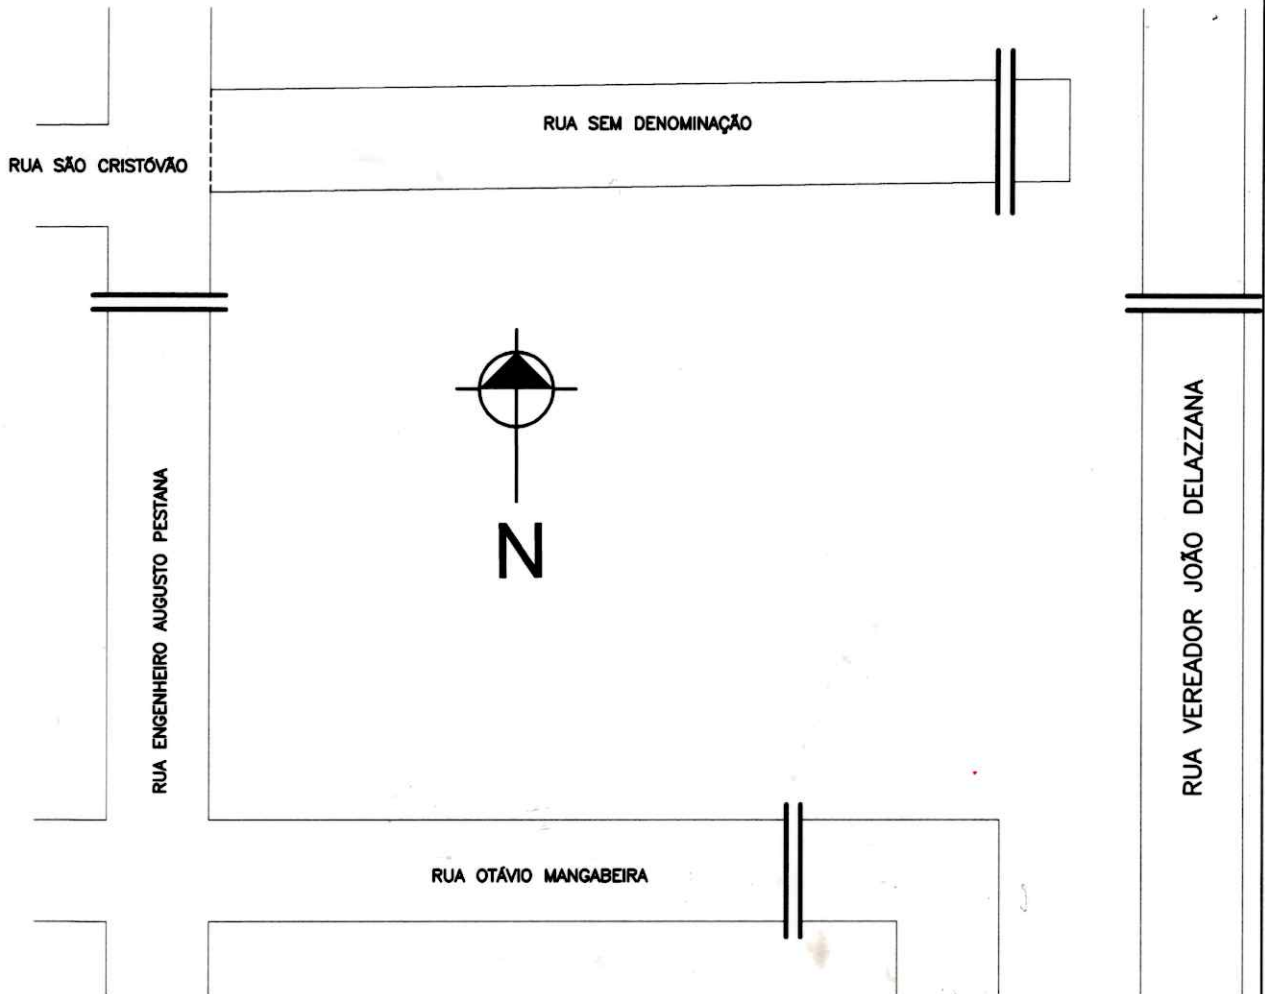 RUA SEM DENOMINAÇÃO
RUA SÃO CRISTÓVÃO
RUA ENGENHEIRO AUGUSTO PESTANA
N
RUA VEREADOR JOÃO DELAZZANA
RUA OTÁVIO MANGABEIRA